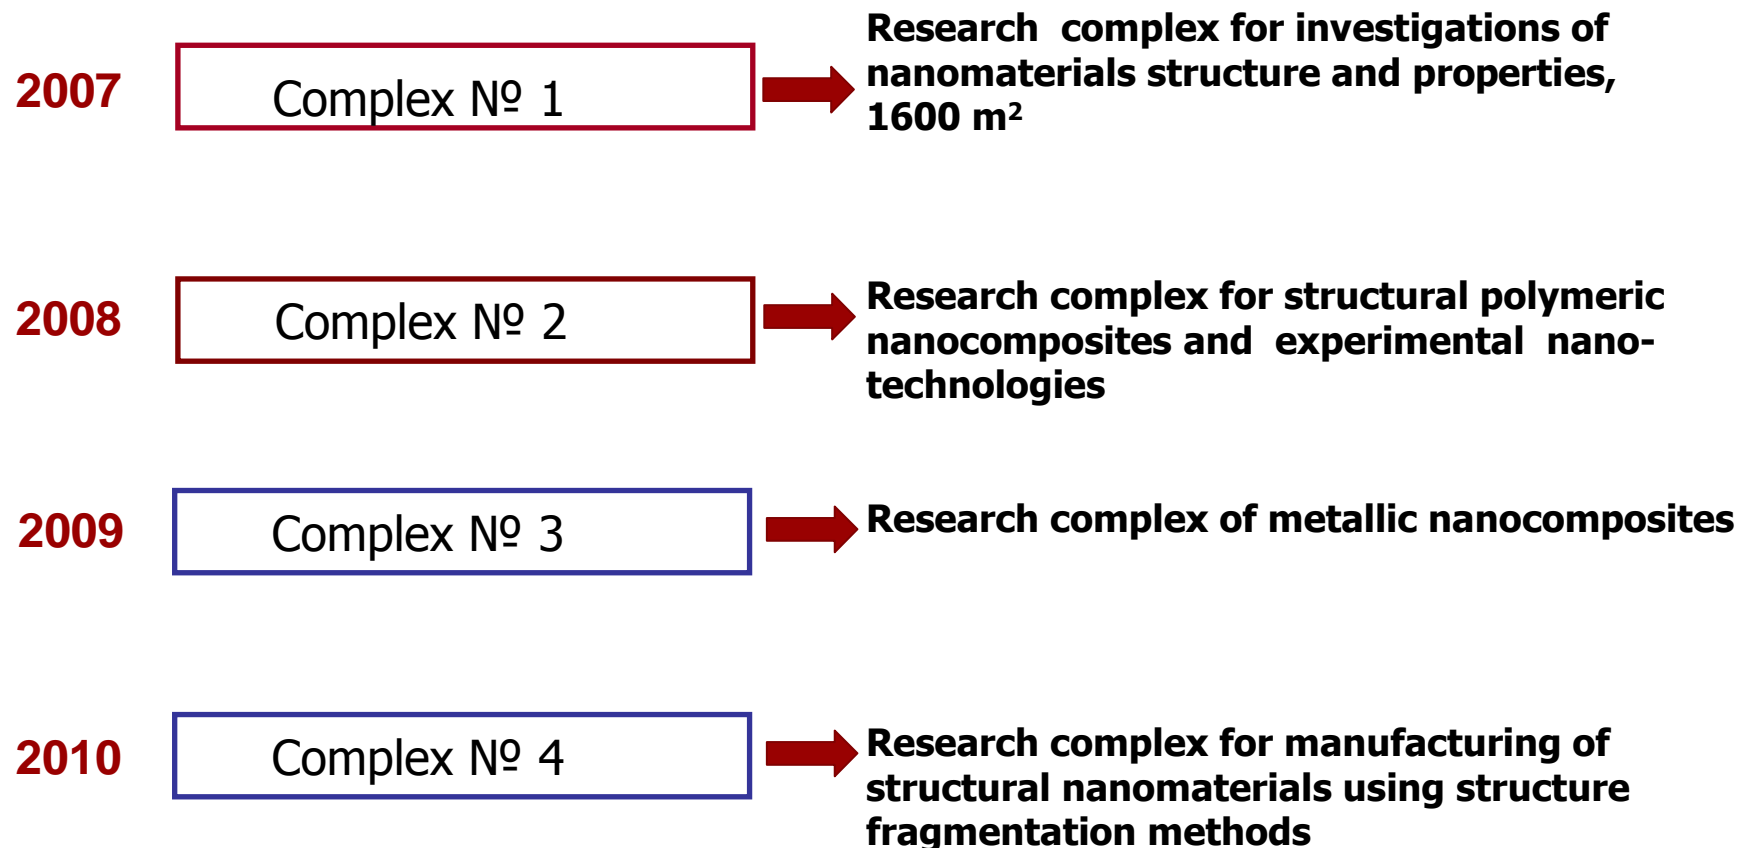 2007
Complex № 1
Research complex for investigations of
nanomaterials structure and properties,
1600 m²
2008
Complex № 2
Research complex for structural polymeric
nanocomposites and experimental nano-
technologies
2009
Complex № 3
Research complex of metallic nanocomposites
2010
Complex № 4
Research complex for manufacturing of
structural nanomaterials using structure
fragmentation methods